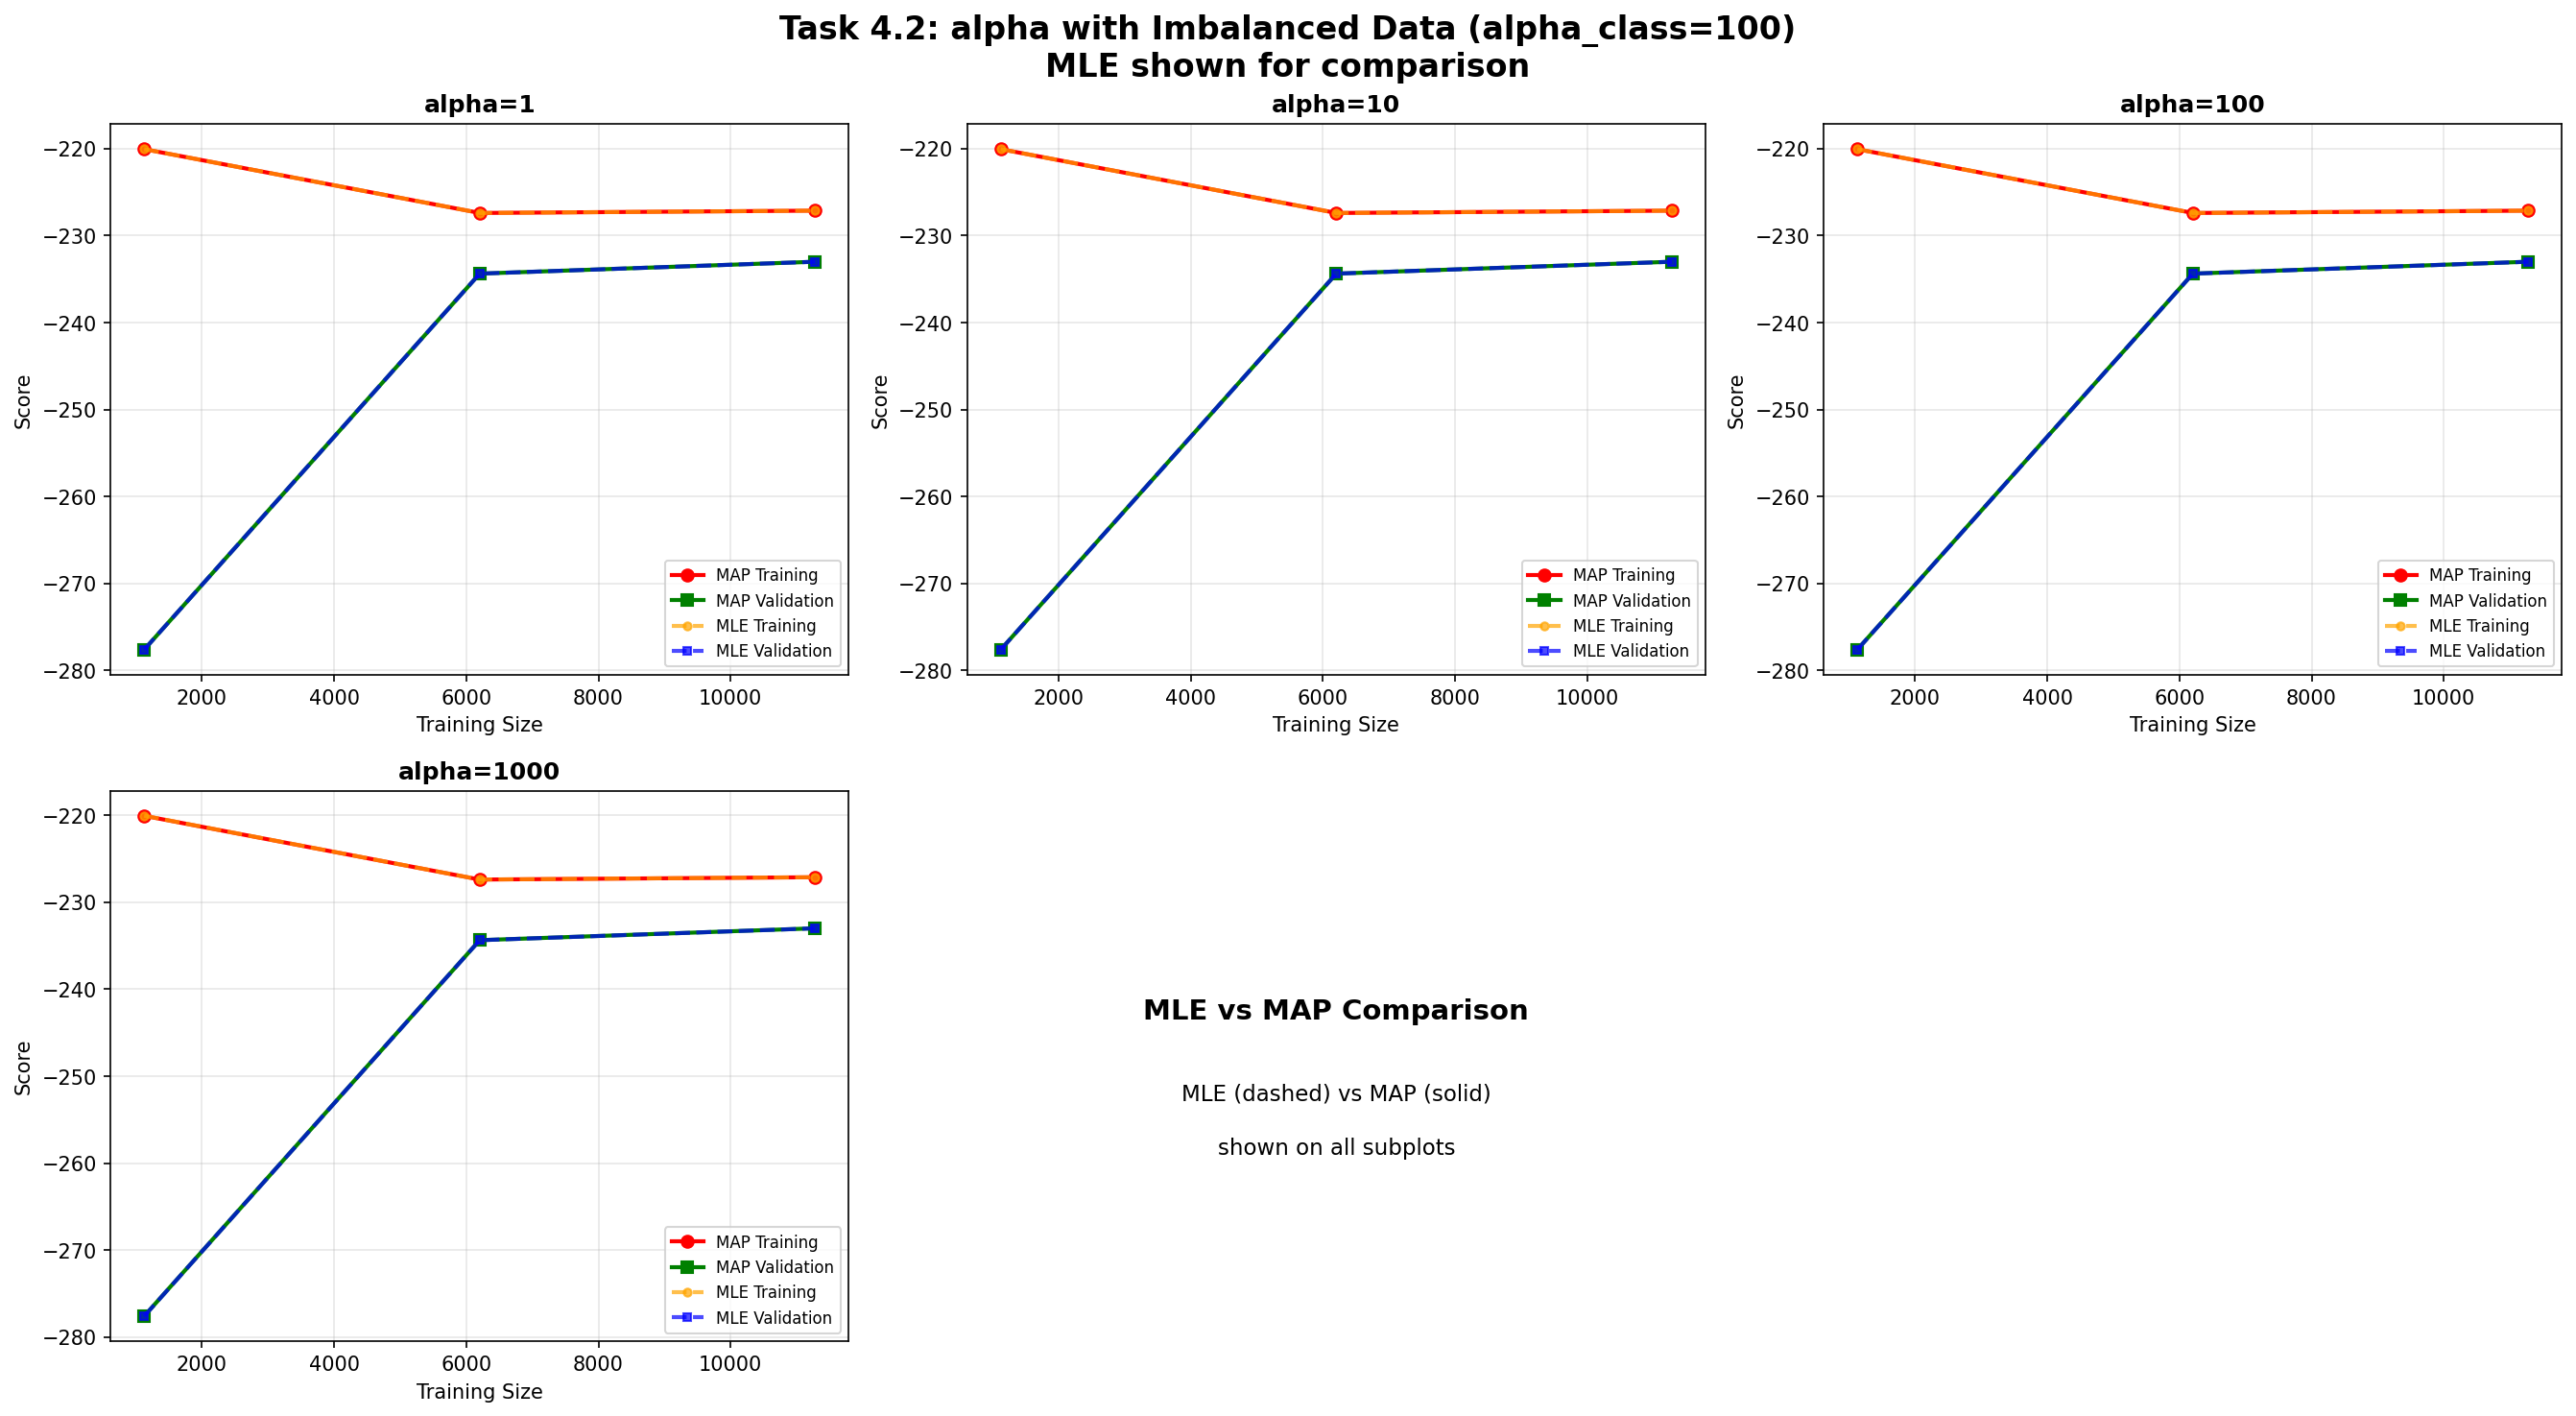 Task 4.2: alpha with Imbalanced Data (alpha_class=100)
MLE shown for comparison
alpha=1
−220
−230
−240
−250
−260
−270
−280
Score
2000 4000 6000 8000 10000
Training Size
MAP Training
MAP Validation
MLE Training
MLE Validation
alpha=10
−220
−230
−240
−250
−260
−270
−280
Score
2000 4000 6000 8000 10000
Training Size
MAP Training
MAP Validation
MLE Training
MLE Validation
alpha=100
−220
−230
−240
−250
−260
−270
−280
Score
2000 4000 6000 8000 10000
Training Size
MAP Training
MAP Validation
MLE Training
MLE Validation
alpha=1000
−220
−230
−240
−250
−260
−270
−280
Score
2000 4000 6000 8000 10000
Training Size
MAP Training
MAP Validation
MLE Training
MLE Validation
MLE vs MAP Comparison
MLE (dashed) vs MAP (solid)
shown on all subplots